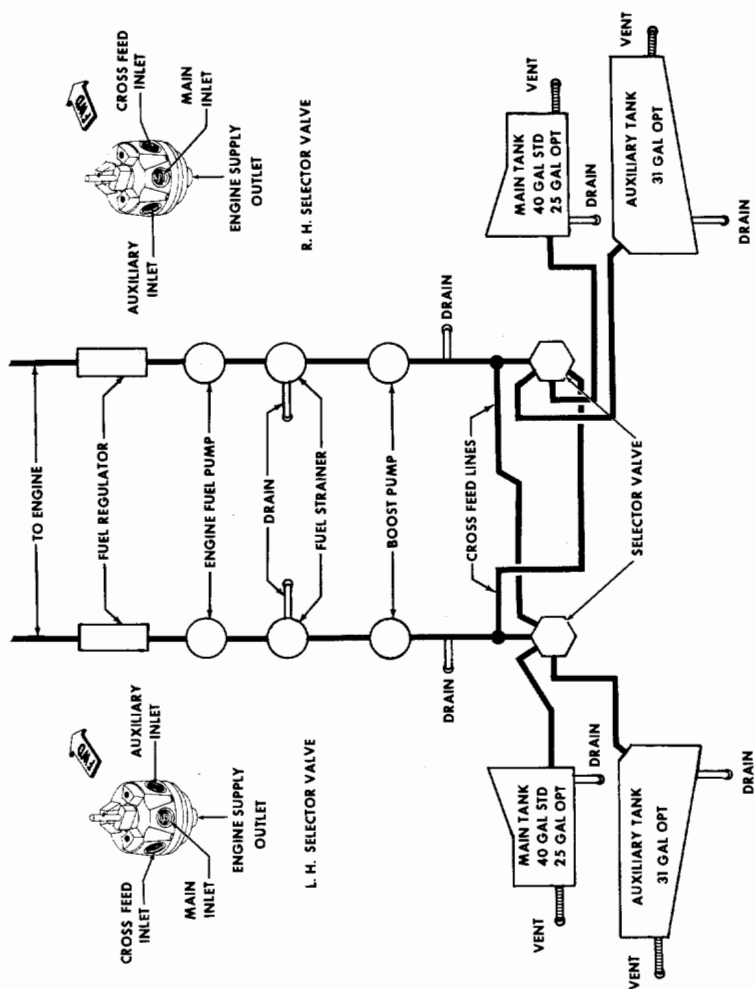 FWD
CROSS FEED
INLET
AUXILIARY
INLET
MAIN
INLET
ENGINE SUPPLY
OUTLET
L. H. SELECTOR VALVE
FWD
AUXILIARY
INLET
CROSS FEED
INLET
MAIN
INLET
ENGINE SUPPLY
OUTLET
R. H. SELECTOR VALVE
TO ENGINE
FUEL REGULATOR
ENGINE FUEL PUMP
DRAIN
FUEL STRAINER
BOOST PUMP
DRAIN
DRAIN
CROSS FEED LINES
SELECTOR VALVE
VENT
MAIN TANK
40 GAL STD
25 GAL OPT
DRAIN
VENT
AUXILIARY TANK
31 GAL OPT
DRAIN
MAIN TANK
40 GAL STD
25 GAL OPT
VENT
DRAIN
AUXILIARY TANK
31 GAL OPT
VENT
DRAIN